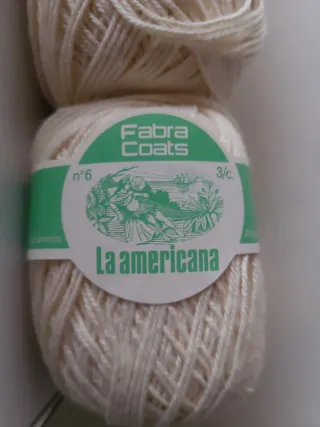 Fabra
Coats
nº6 3/c.
La americana